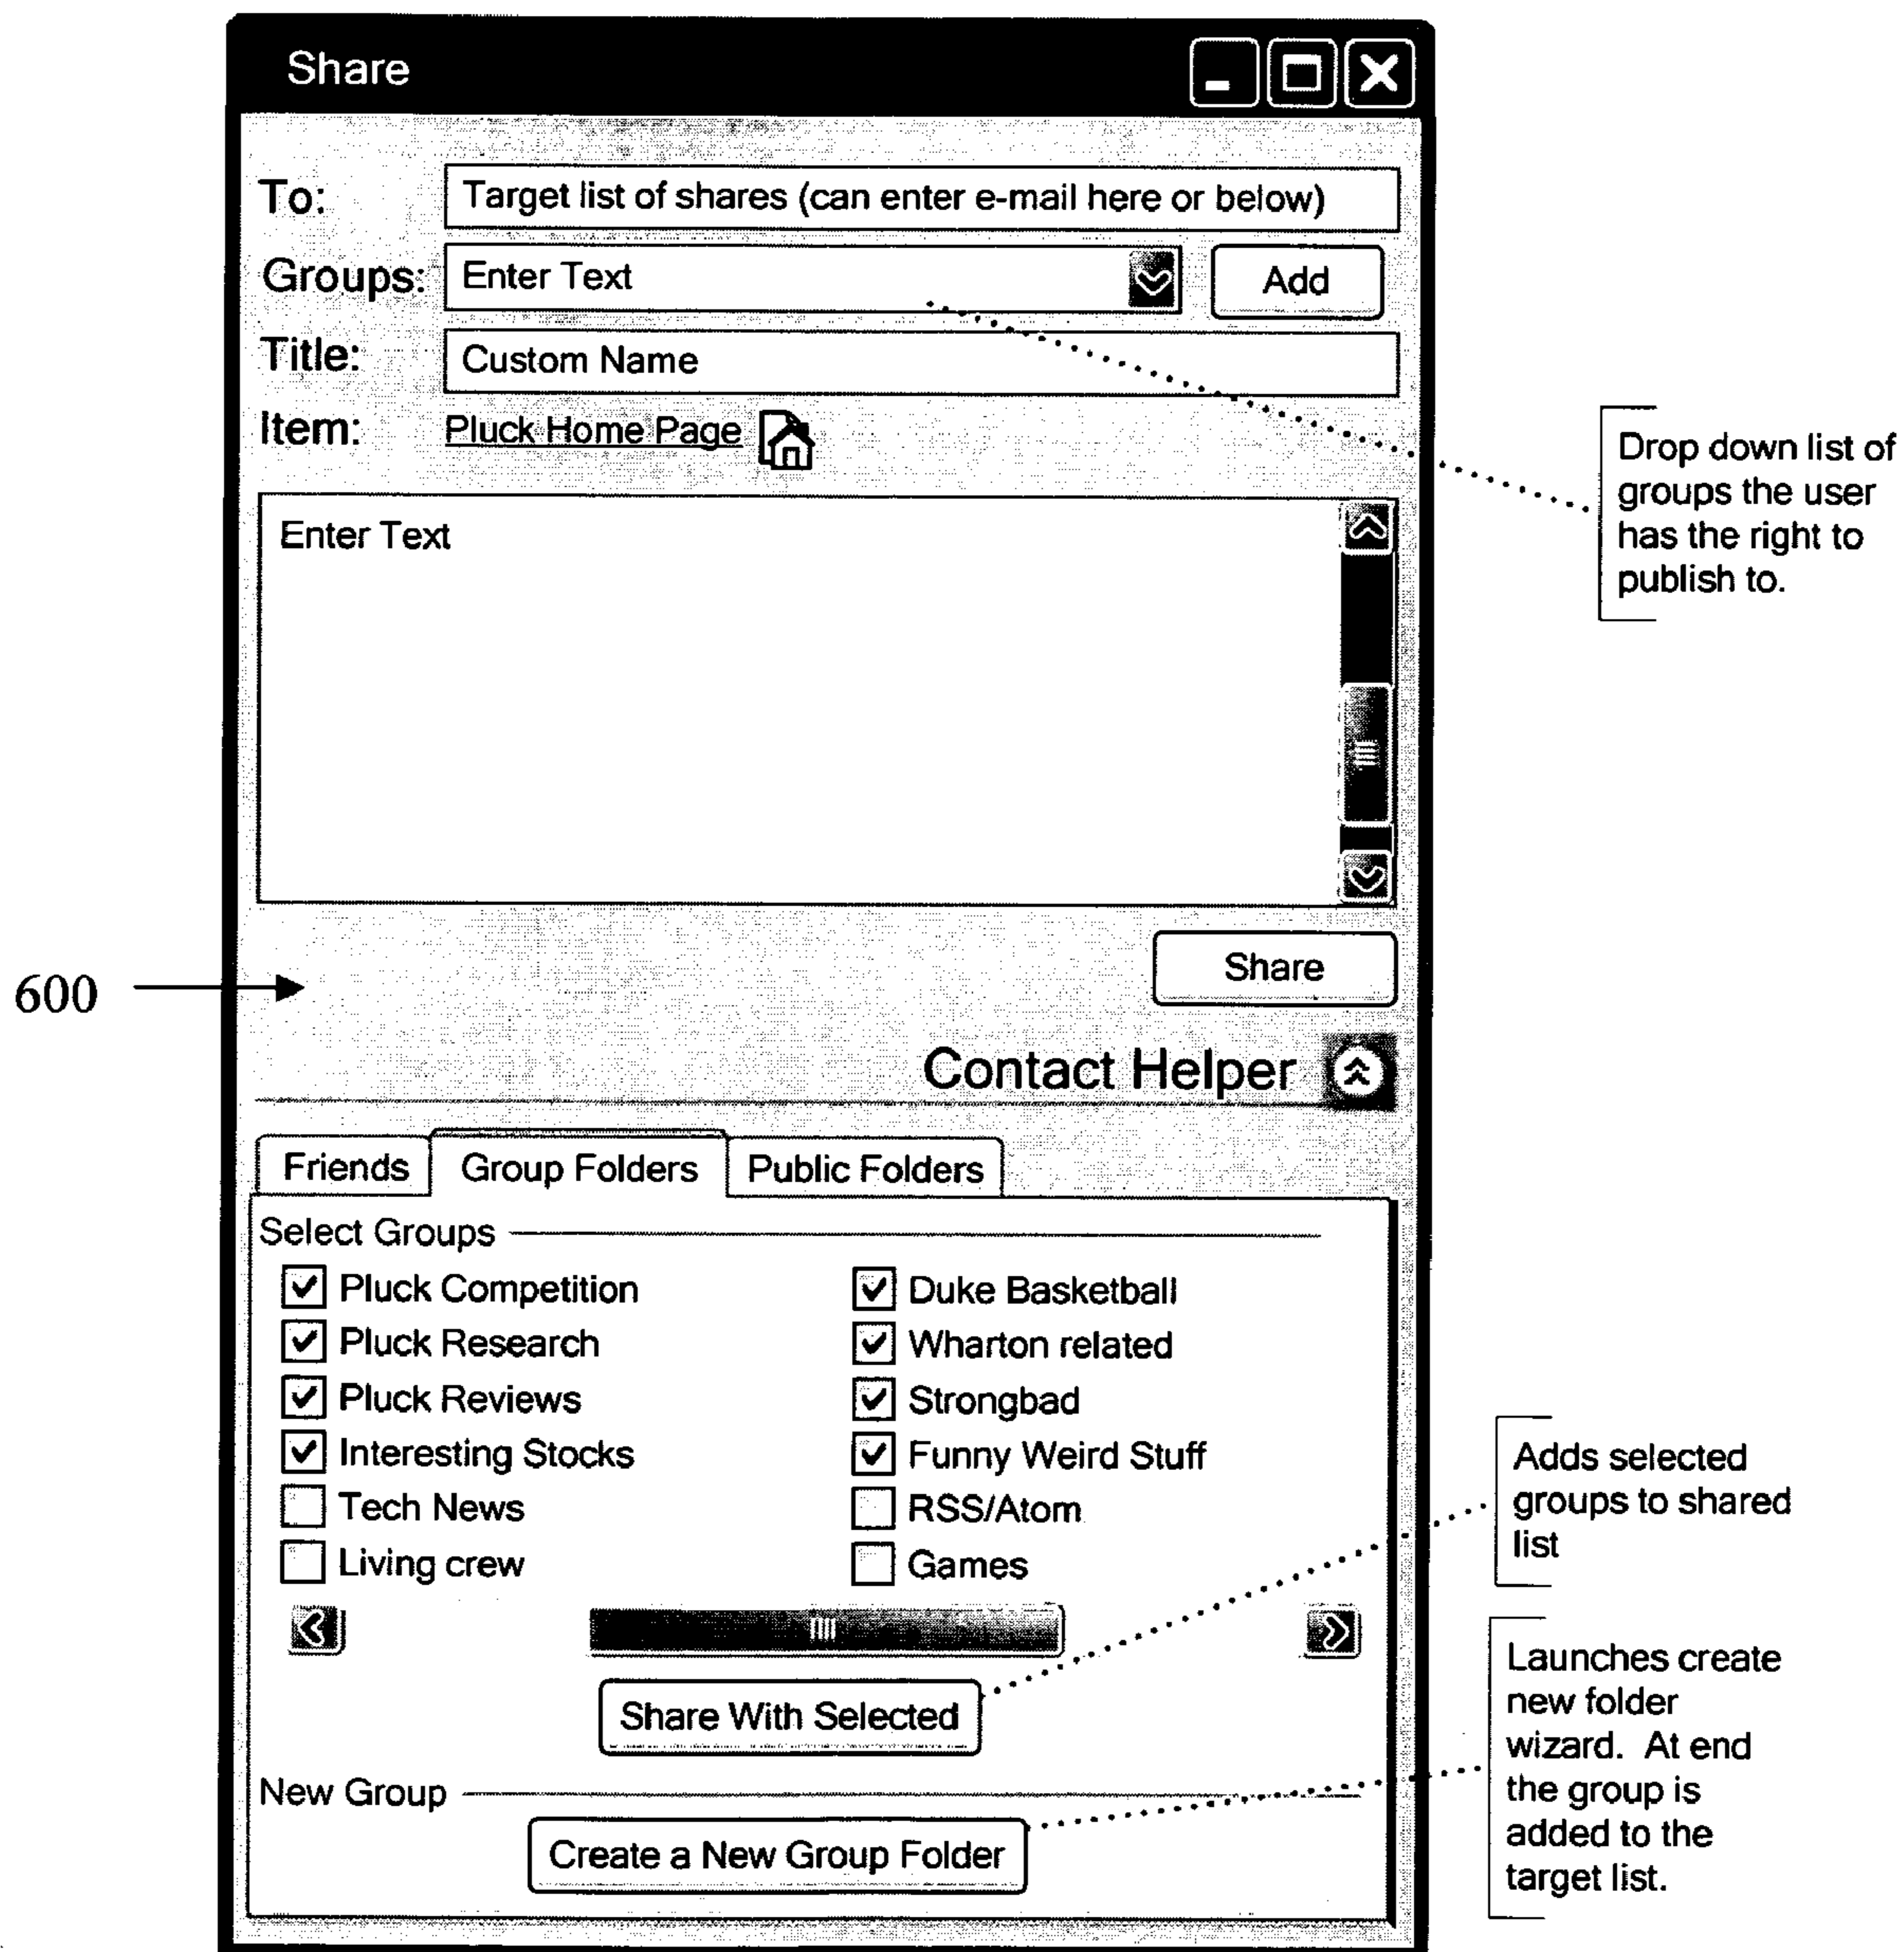 Share
To: Target list of shares (can enter e-mail here or below)
Groups: Enter Text Add
Title: Custom Name
Item: Pluck Home Page
Drop down list of
groups the user
has the right to
publish to.
Enter Text
Share
600
Contact Helper
Friends Group Folders Public Folders
Select Groups
Pluck Competition Duke Basketball
Pluck Research Wharton related
Pluck Reviews Strongbad
Interesting Stocks Funny Weird Stuff
Tech News RSS/Atom
Living crew Games
Adds selected
groups to shared
list
Share With Selected
Launches create
new folder
wizard. At end
the group is
added to the
target list.
New Group
Create a New Group Folder